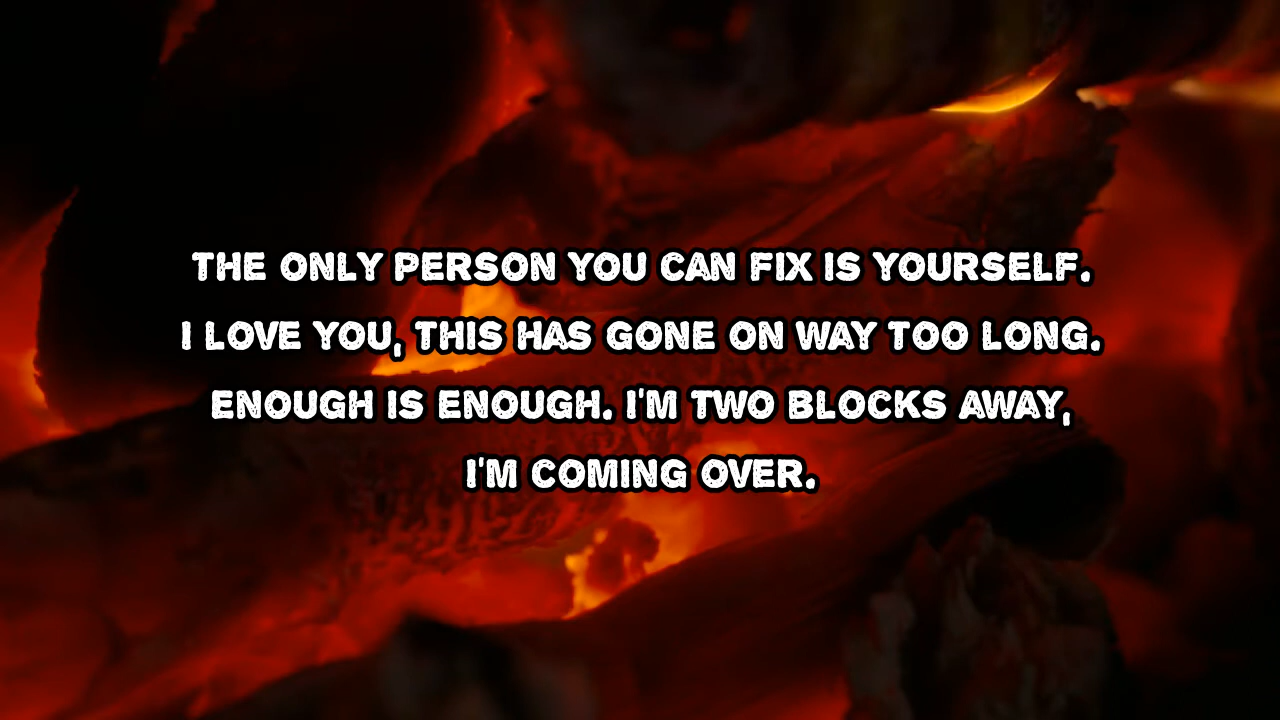 THE ONLY PERSON YOU CAN FIX IS YOURSELF.
I LOVE YOU, THIS HAS GONE ON WAY TOO LONG.
ENOUGH IS ENOUGH. I'M TWO BLOCKS AWAY,
I'M COMING OVER.